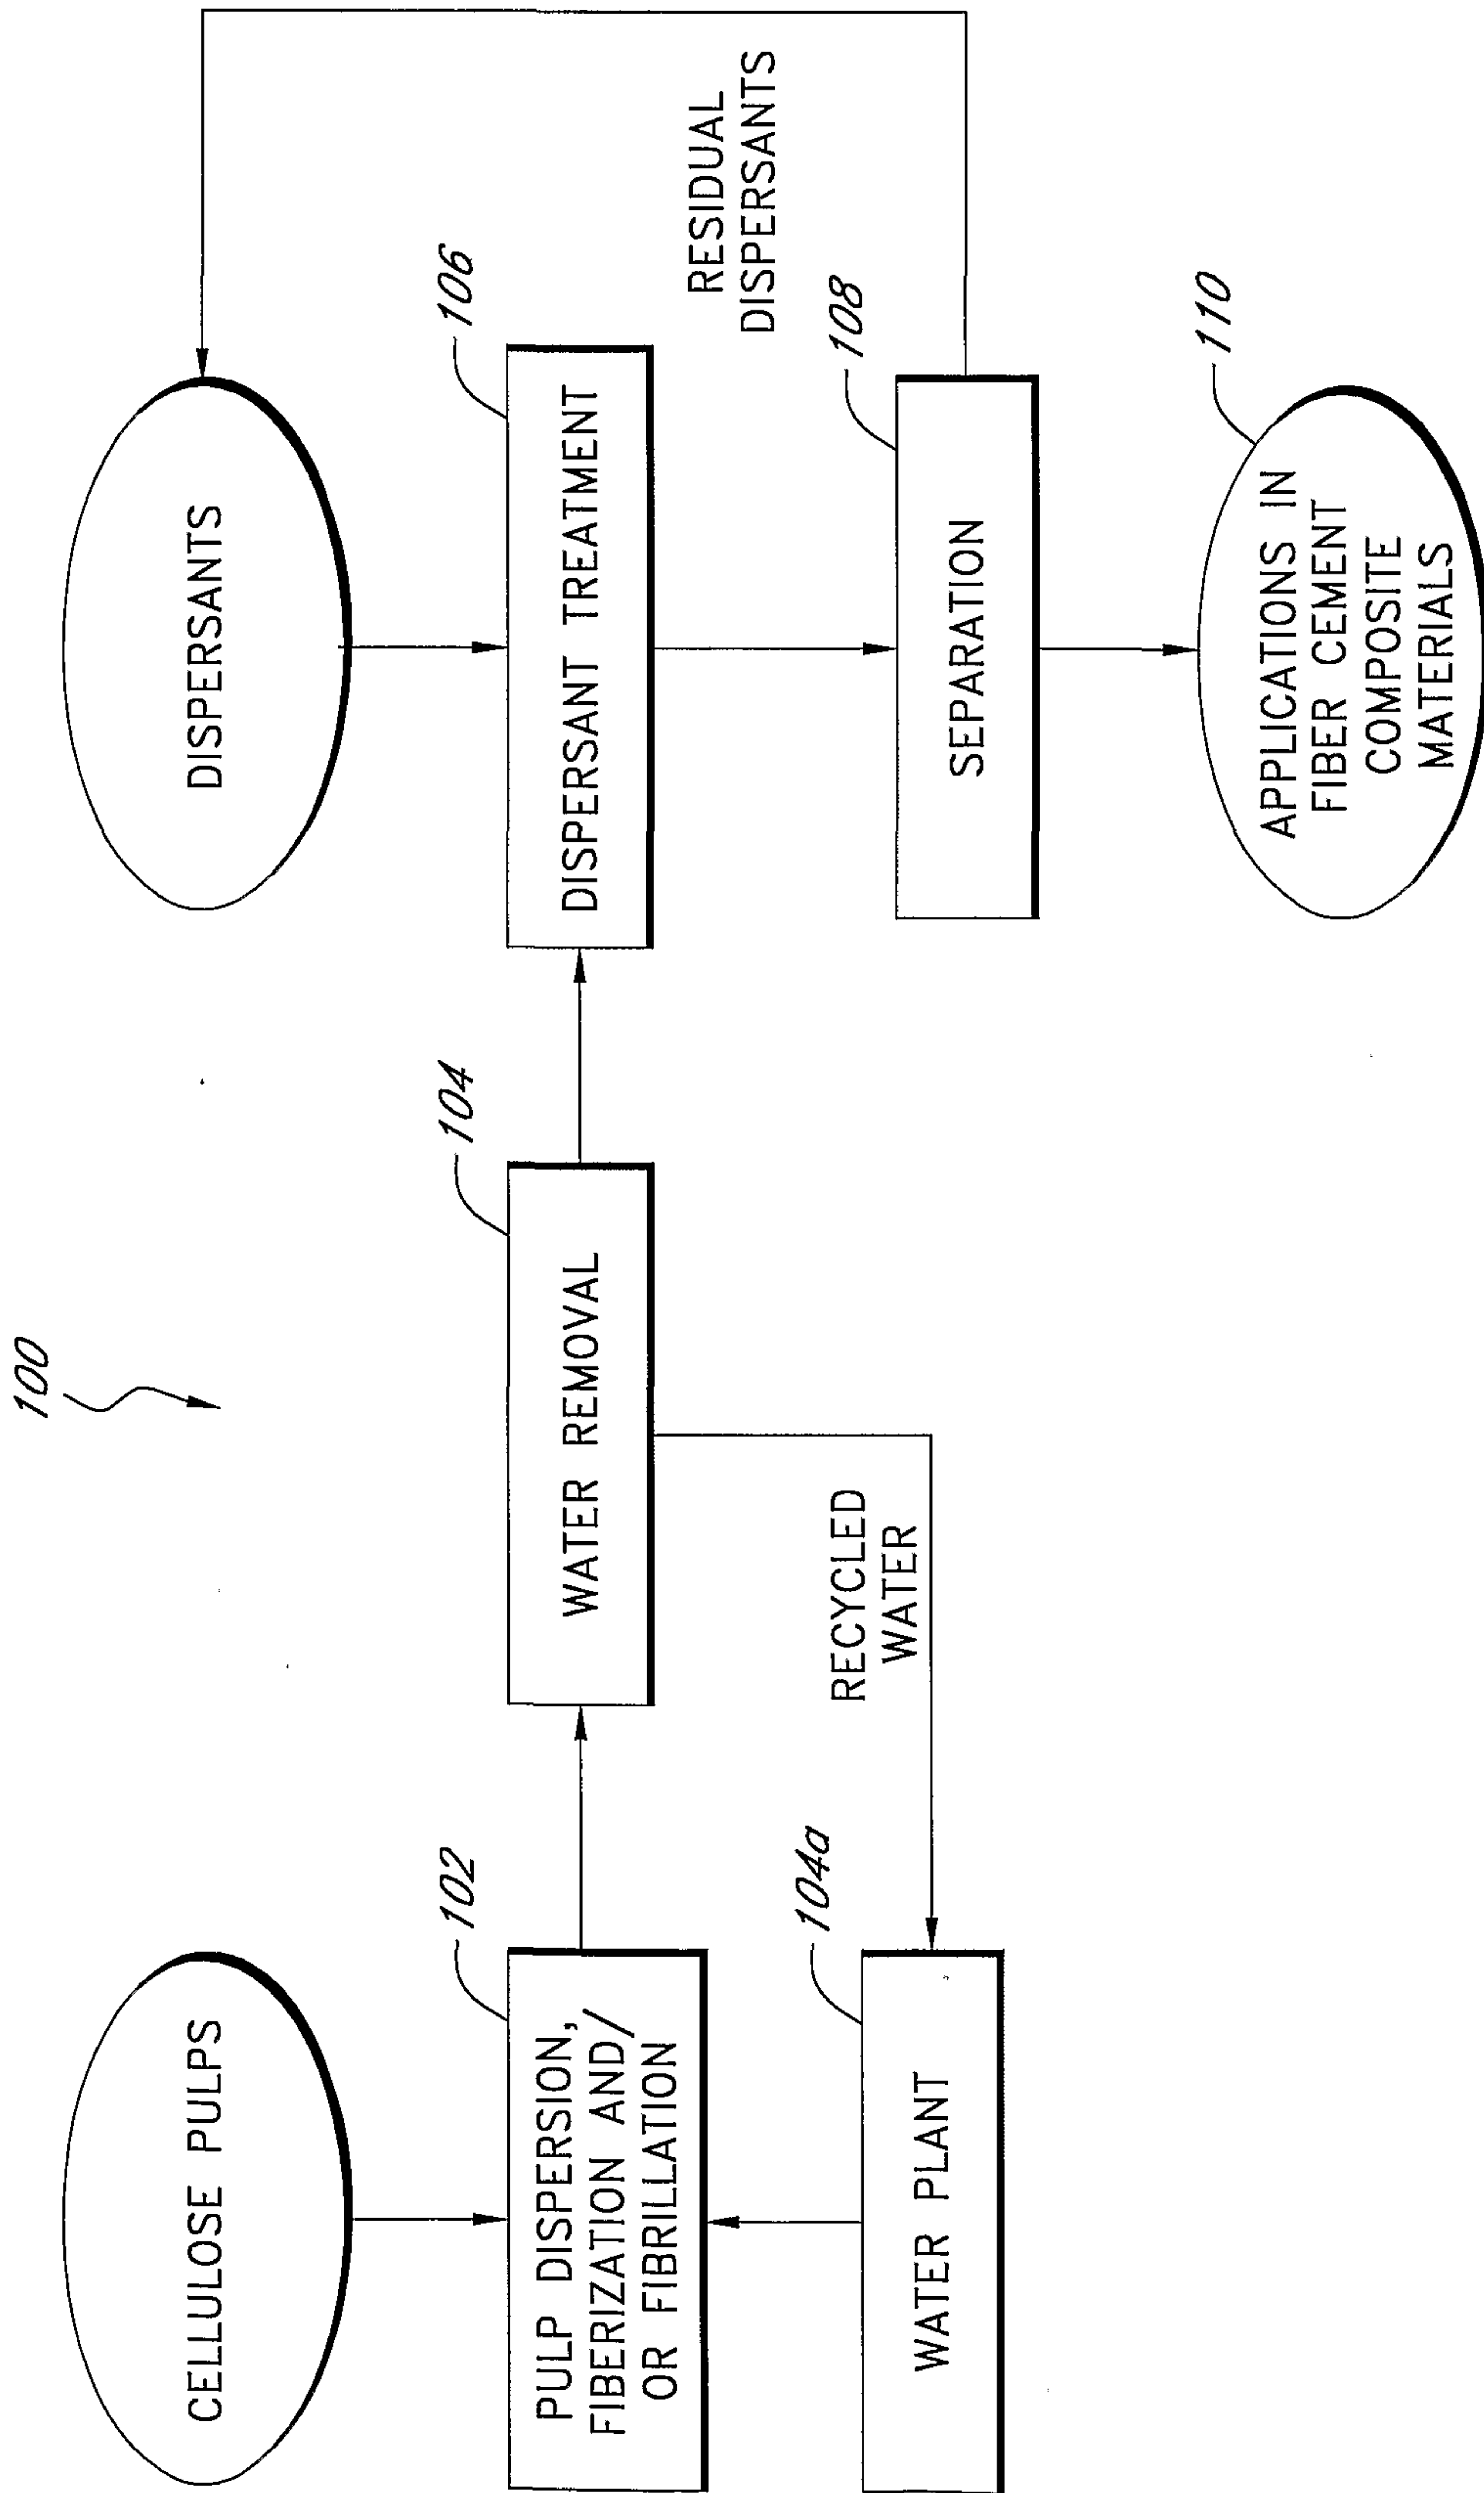 100
CELLULOSE PULPS
102
PULP DISPERSION,
FIBERIZATION AND/
OR FIBRILLATION
104a
WATER PLANT
104
WATER REMOVAL
RECYCLED
WATER
DISPERSANTS
106
DISPERSANT TREATMENT
RESIDUAL
DISPERSANTS
108
SEPARATION
110
APPLICATIONS IN
FIBER CEMENT
COMPOSITE
MATERIALS